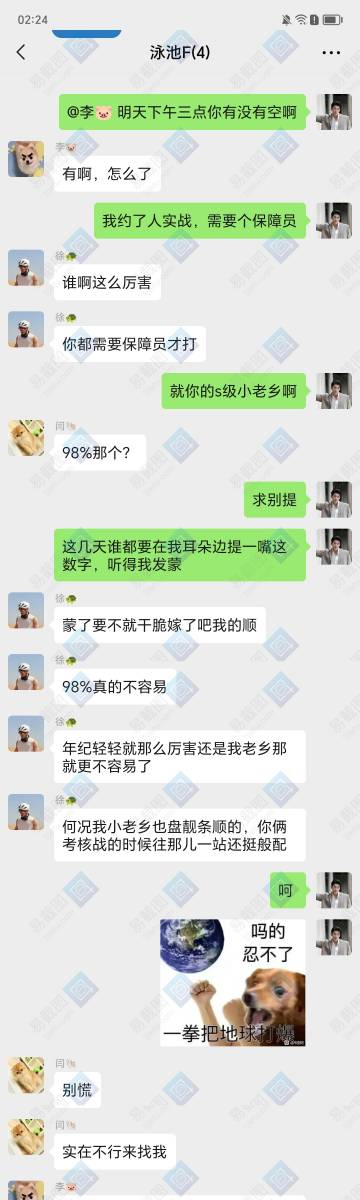 02:24
泳池F(4)
@李🐷 明天下午三点你有没有空啊
李🐷
有啊，怎么了
我约了人实战，需要个保障员
徐🐢
谁啊这么厉害
徐🐢
你都需要保障员才打
就你的s级小老乡啊
闫🐚
98%那个？
求别提
这几天谁都要在我耳朵边提一嘴这
数字，听得我发蒙
徐🐢
蒙了要不就干脆嫁了吧我的顺
徐🐢
98%真的不容易
徐🐢
年纪轻轻就那么厉害还是我老乡那
就更不容易了
徐🐢
何况我小老乡也盘靓条顺的，你俩
考核战的时候往那儿一站还挺般配
呵
吗的
忍不了
一拳把地球打爆
闫🐚
别慌
闫🐚
实在不行来找我
李🐷
易截图